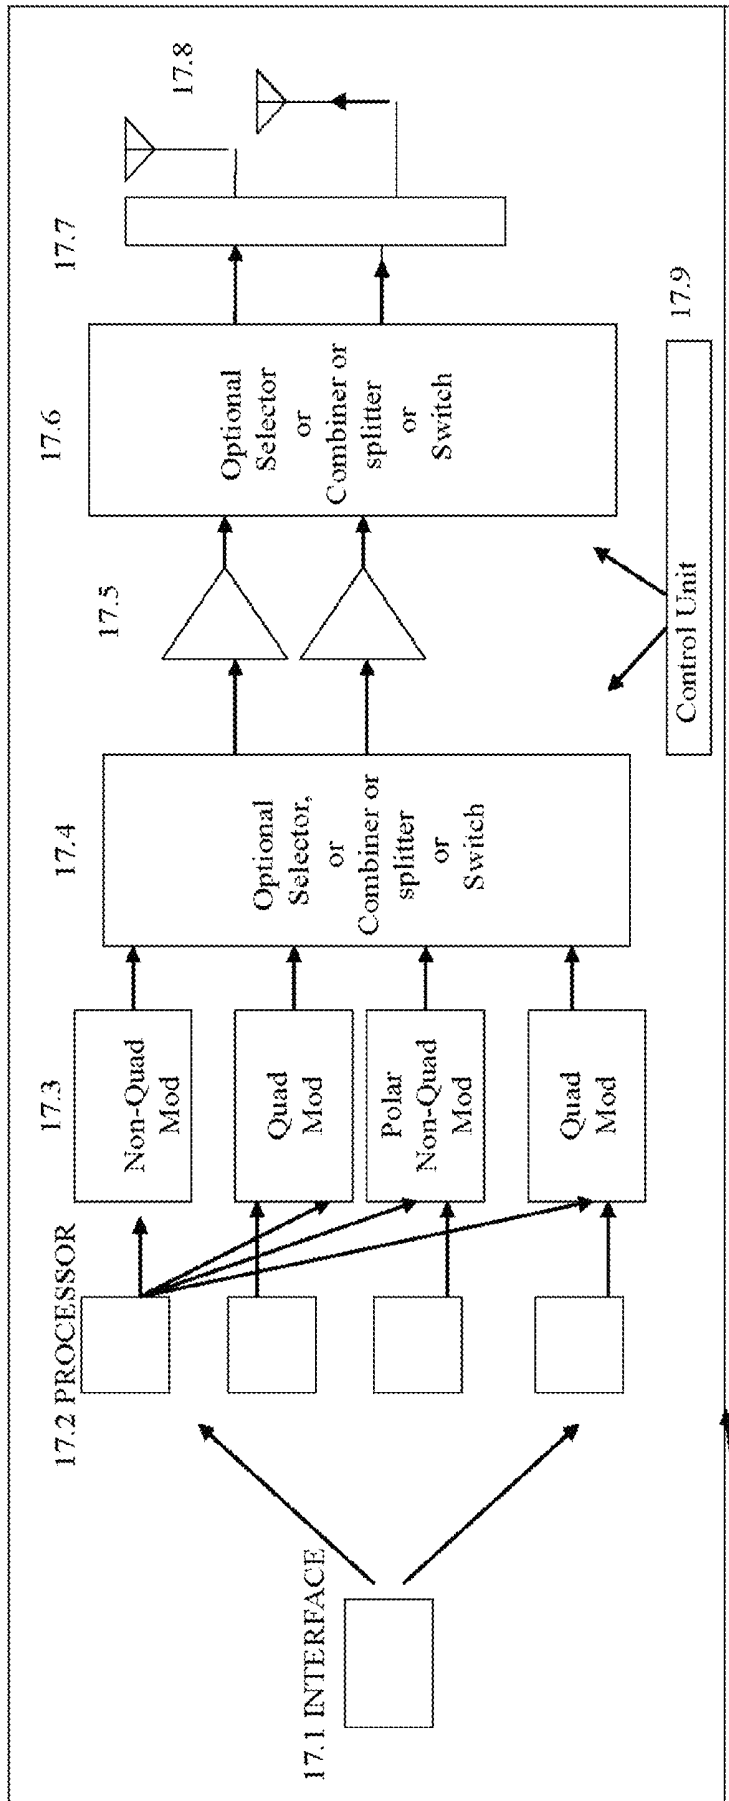 17.1 INTERFACE
17.2 PROCESSOR
17.3
Non-Quad
Mod
Quad
Mod
Polar
Non-Quad
Mod
Quad
Mod
17.4
Optional
Selector,
or
Combiner or
splitter
or
Switch
17.5
17.6
Optional
Selector
or
Combiner or
splitter
or
Switch
17.7
17.8
Control Unit
17.9